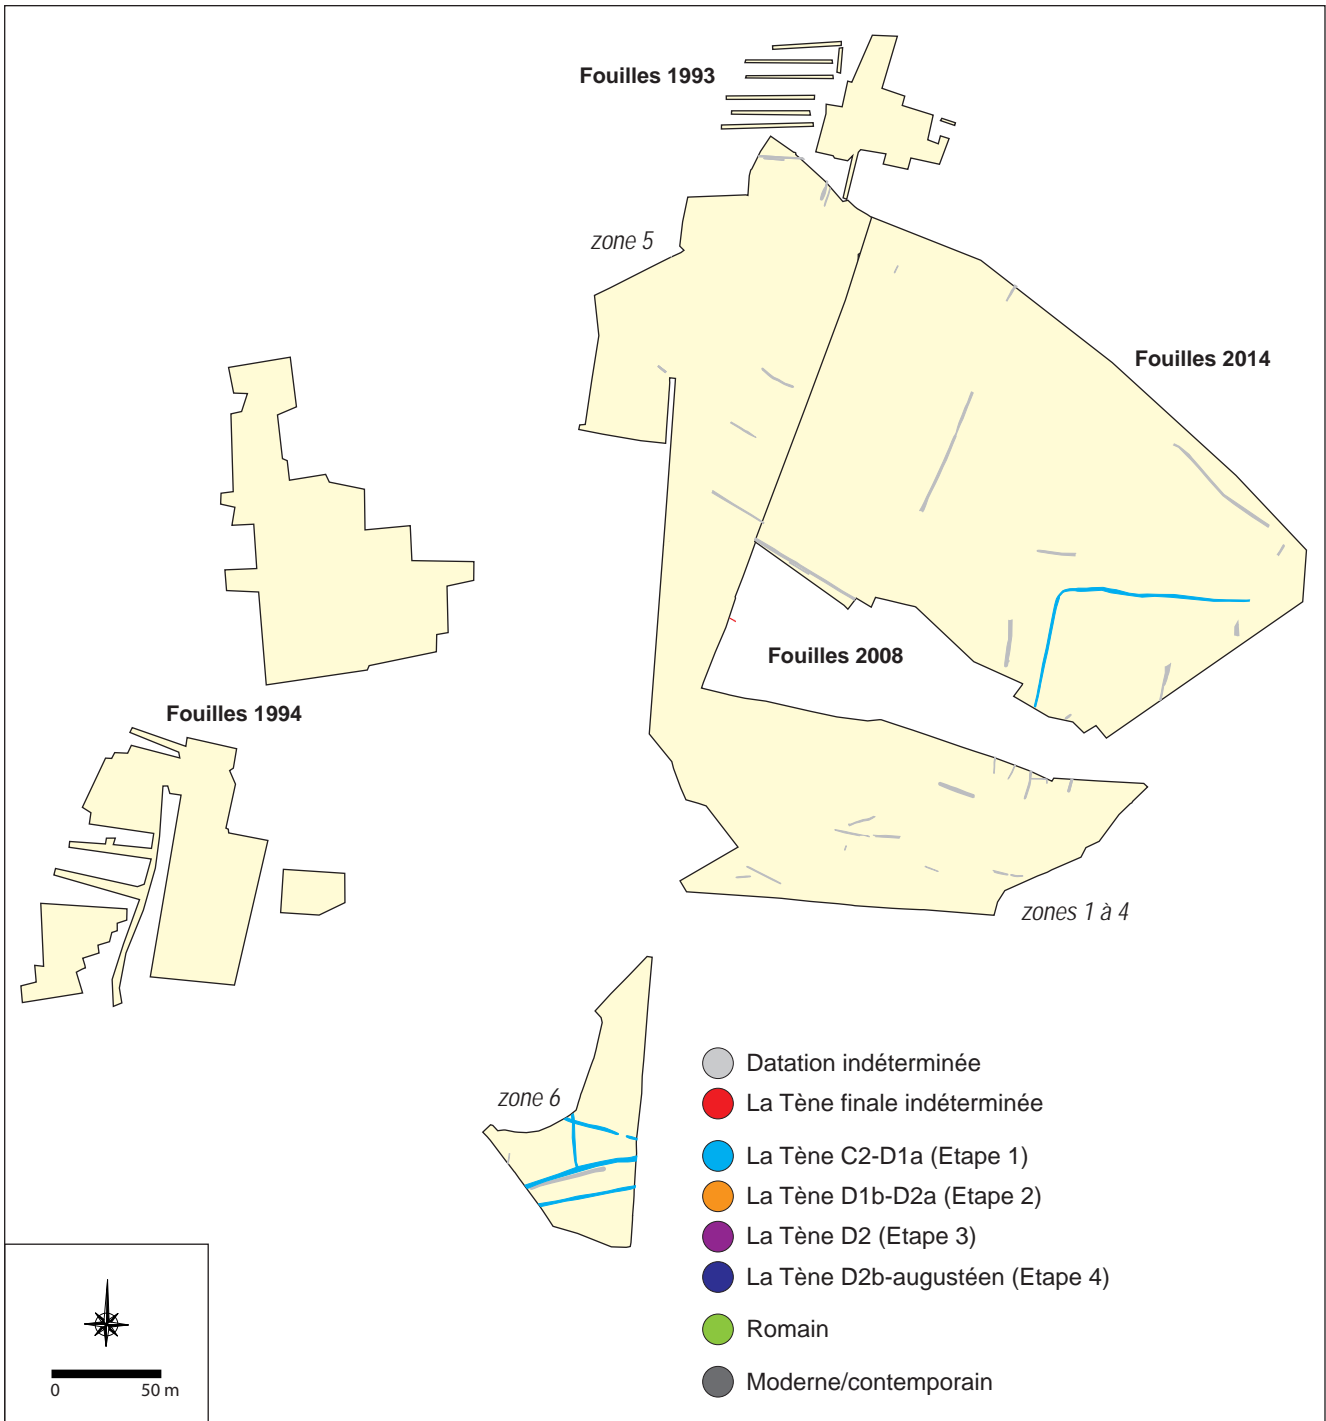 Fouilles 1993
zone 5
Fouilles 2014
Fouilles 2008
Fouilles 1994
zones 1 à 4
zone 6
Datation indéterminée
La Tène finale indéterminée
La Tène C2-D1a (Etape 1)
La Tène D1b-D2a (Etape 2)
La Tène D2 (Etape 3)
La Tène D2b-augustéen (Etape 4)
Romain
Moderne/contemporain
0 50 m